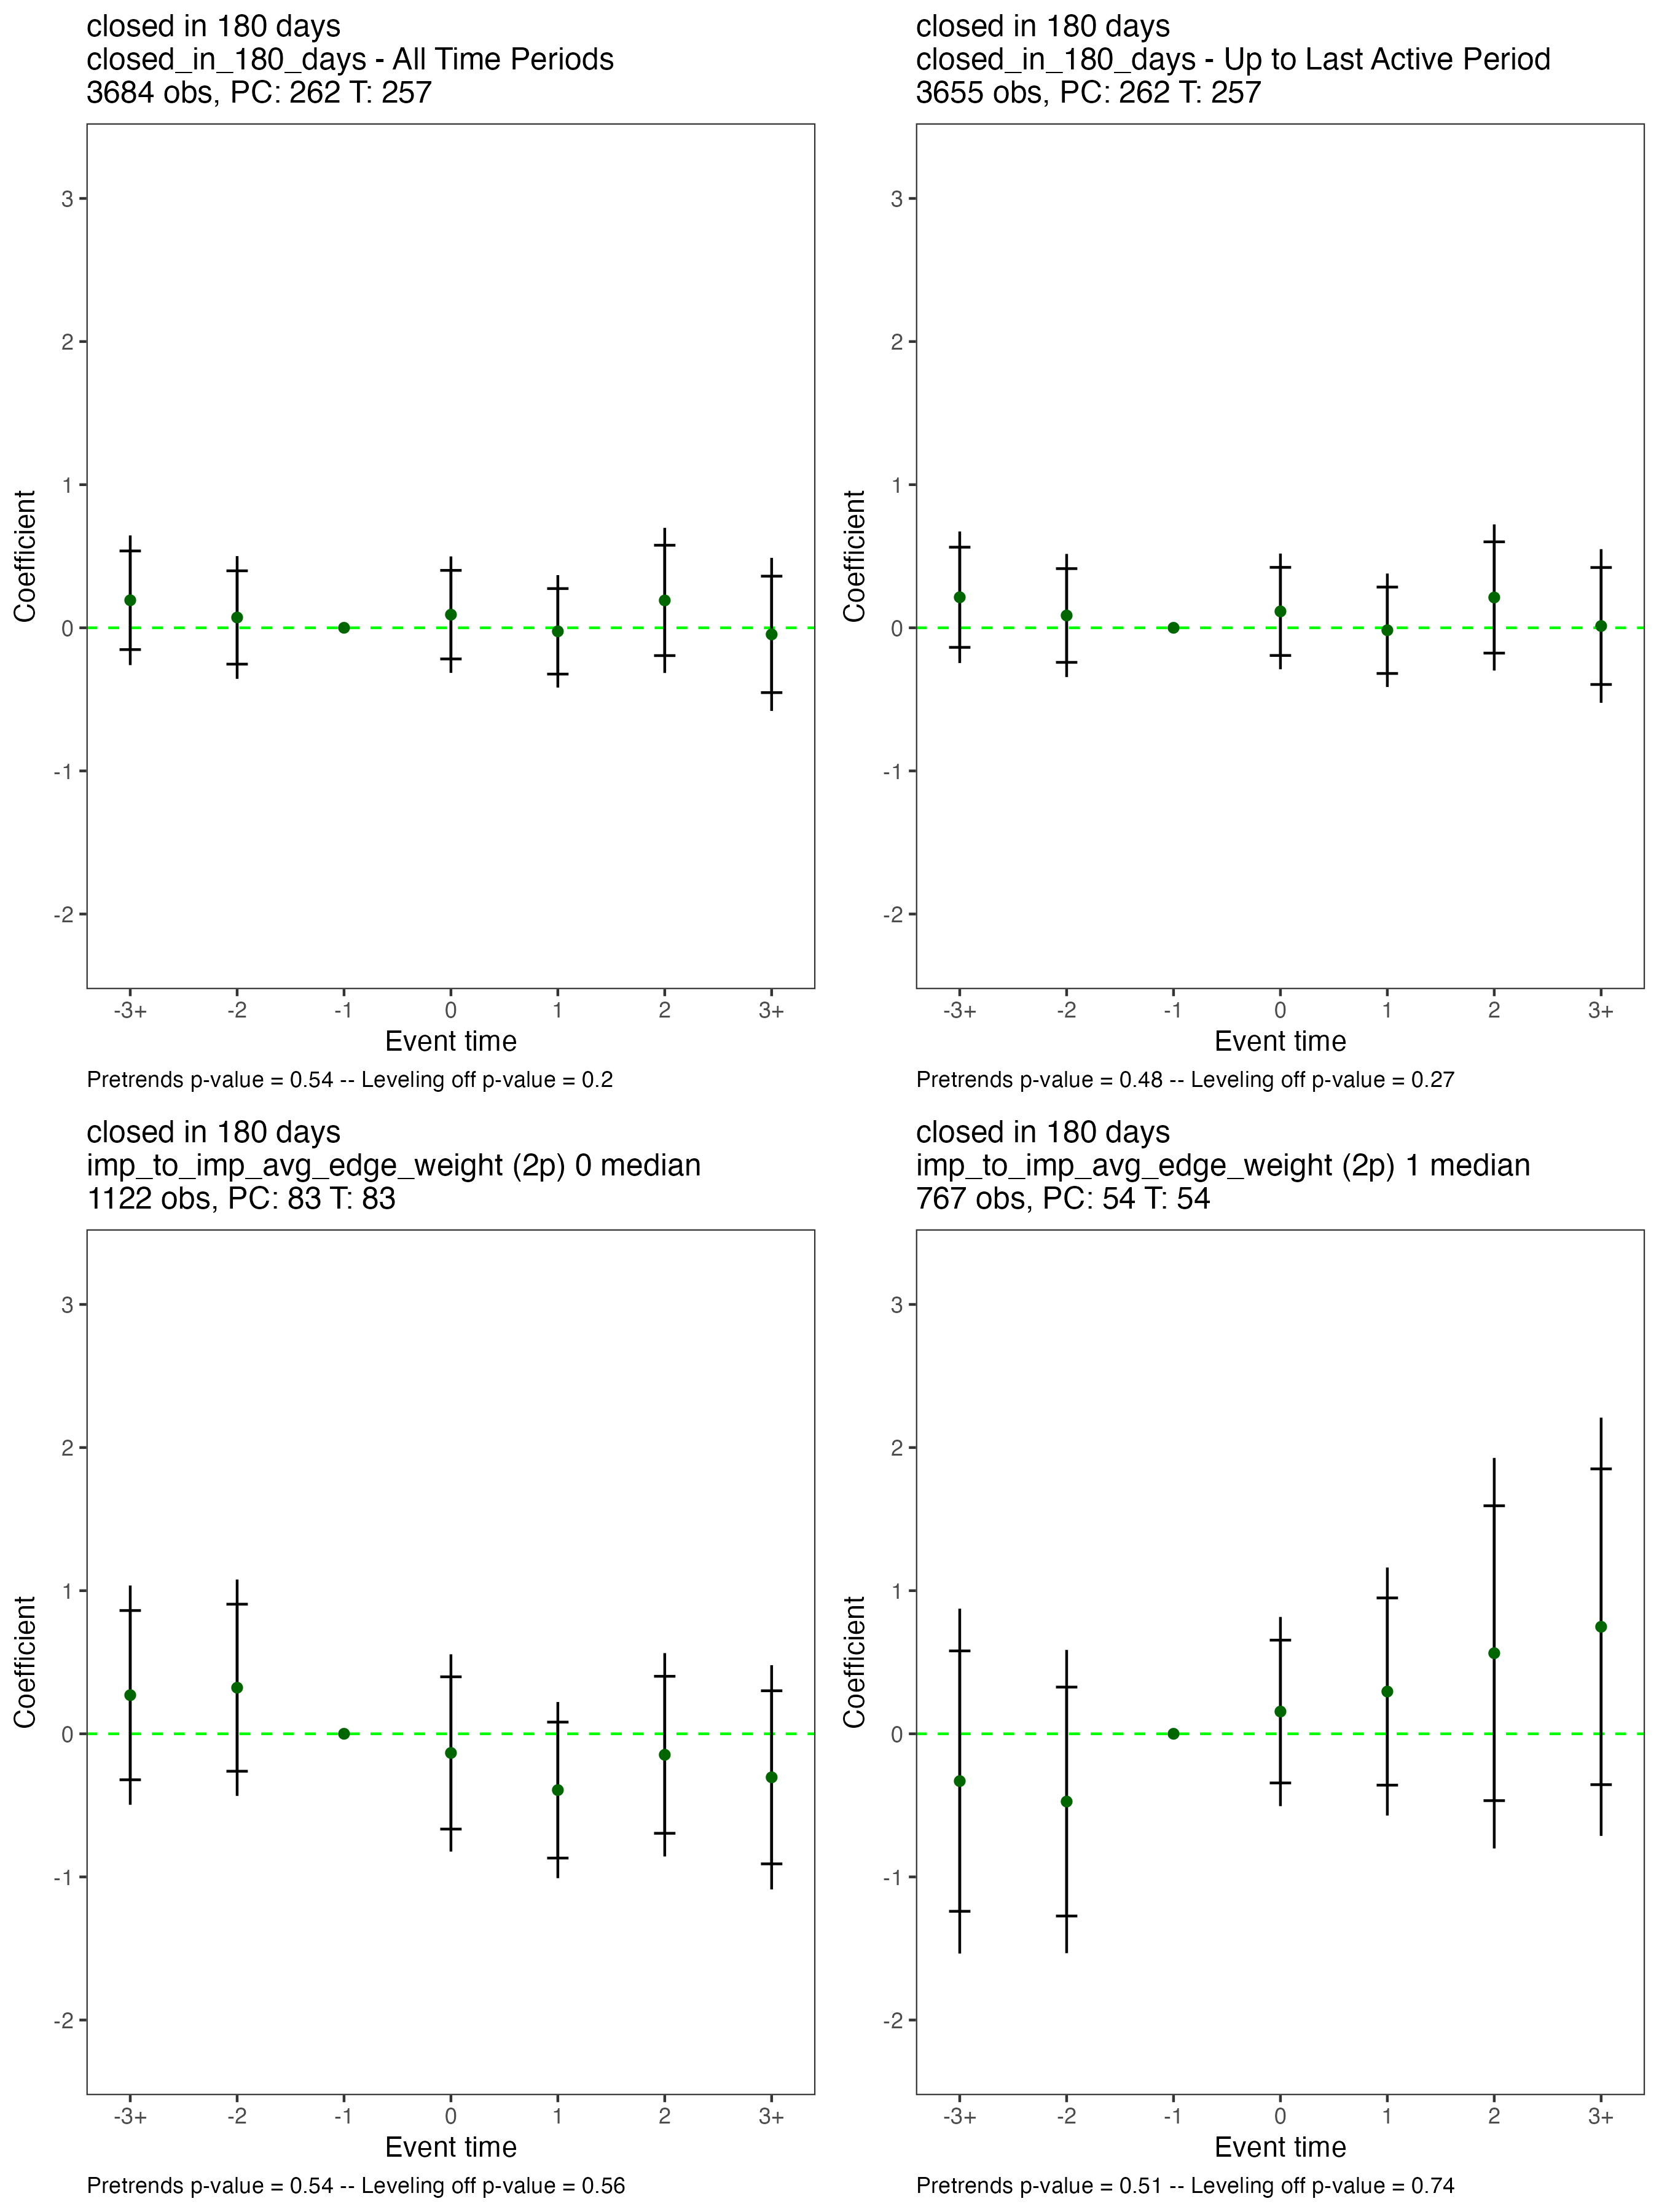 closed in 180 days
closed_in_180_days - All Time Periods
3684 obs, PC: 262 T: 257
Coefficient
3
2
1
0
-1
-2
-3+ -2 -1 0 1 2 3+
Event time
Pretrends p-value = 0.54 -- Leveling off p-value = 0.2
closed in 180 days
closed_in_180_days - Up to Last Active Period
3655 obs, PC: 262 T: 257
Coefficient
3
2
1
0
-1
-2
-3+ -2 -1 0 1 2 3+
Event time
Pretrends p-value = 0.48 -- Leveling off p-value = 0.27
closed in 180 days
imp_to_imp_avg_edge_weight (2p) 0 median
1122 obs, PC: 83 T: 83
Coefficient
3
2
1
0
-1
-2
-3+ -2 -1 0 1 2 3+
Event time
Pretrends p-value = 0.54 -- Leveling off p-value = 0.56
closed in 180 days
imp_to_imp_avg_edge_weight (2p) 1 median
767 obs, PC: 54 T: 54
Coefficient
3
2
1
0
-1
-2
-3+ -2 -1 0 1 2 3+
Event time
Pretrends p-value = 0.51 -- Leveling off p-value = 0.74